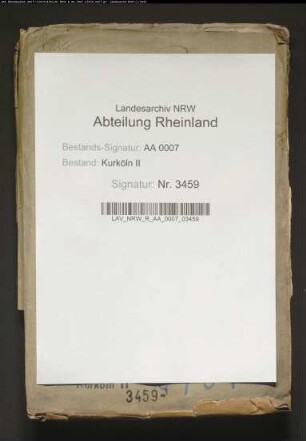 Landesarchiv NRW
Abteilung Rheinland
Bestands-Signatur: AA 0007
Bestand: Kurköln II
Signatur: Nr. 3459
LAV_NRW_R_AA_0007_03459
Kurköln II
3459-